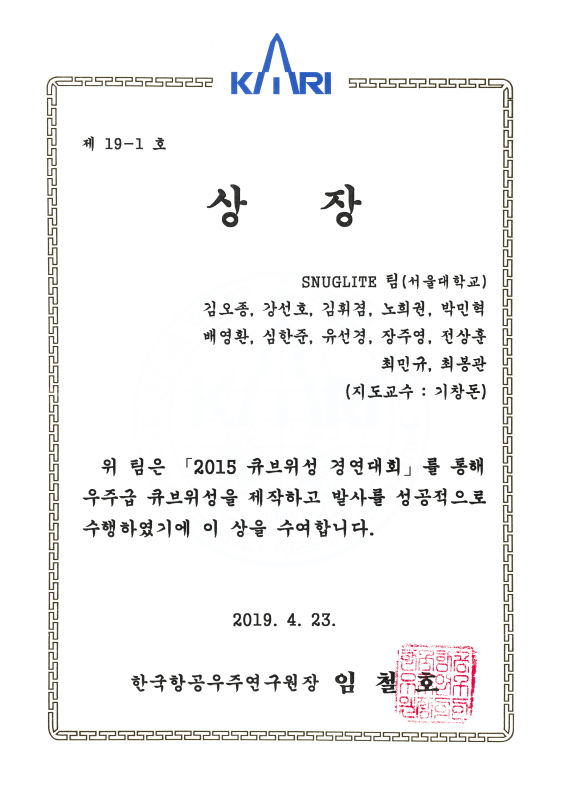 KARI
제 19-1 호
상 장
SNUGLITE 팀(서울대학교)
김오종, 강선호, 김휘겸, 노희권, 박민혁
배영환, 심한준, 유선경, 장주영, 전상훈
최민규, 최봉관
(지도교수 : 기창돈)
위 팀은 「2015 큐브위성 경연대회」를 통해
우주급 큐브위성을 제작하고 발사를 성공적으로
수행하였기에 이 상을 수여합니다.
2019. 4. 23.
한국항공우주연구원장 임 철 호